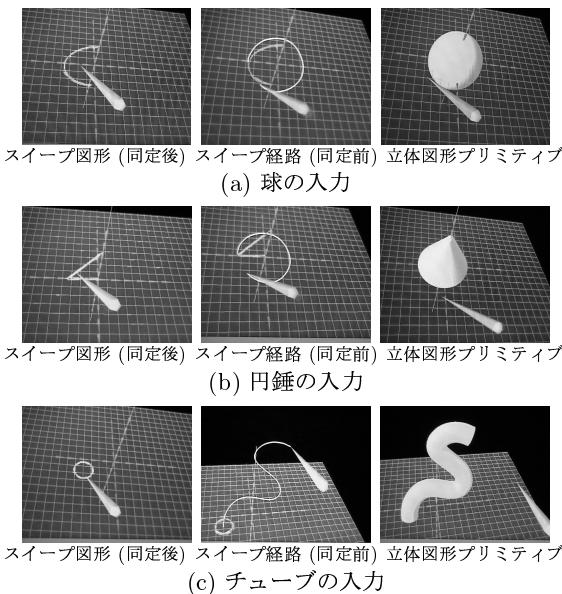 スイープ図形 (同定後) スイープ経路 (同定前) 立体図形プリミティブ
(a) 球の入力
スイープ図形 (同定後) スイープ経路 (同定前) 立体図形プリミティブ
(b) 円錘の入力
スイープ図形 (同定後) スイープ経路 (同定前) 立体図形プリミティブ
(c) チューブの入力